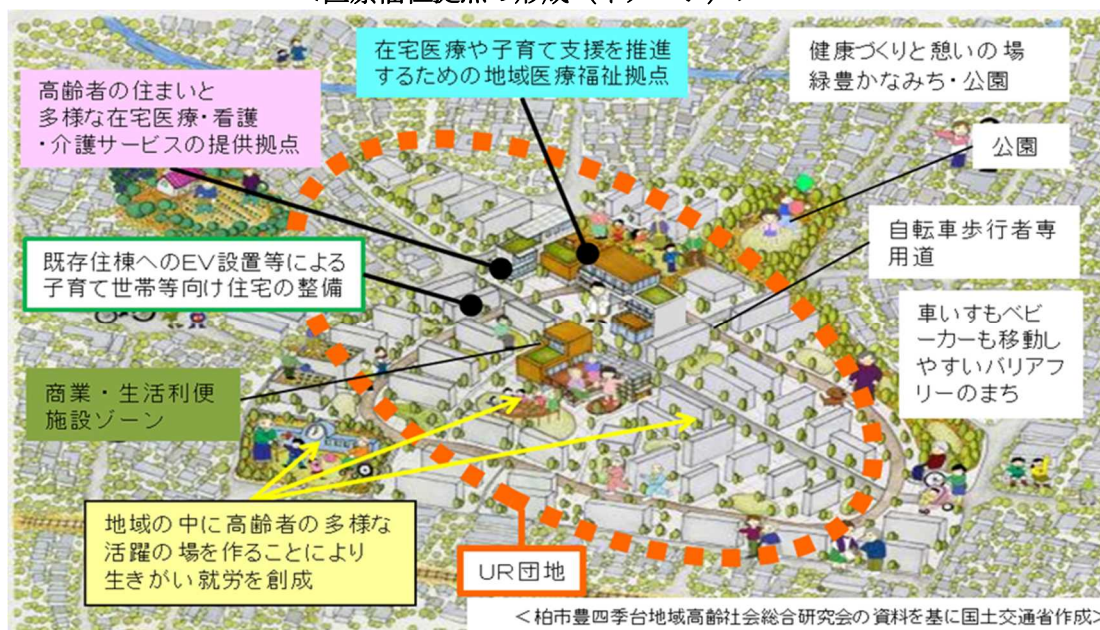 在宅医療や子育て支援を推進
するための地域医療福祉拠点
健康づくりと憩いの場
緑豊かなみち・公園
高齢者の住まいと
多様な在宅医療・看護
・介護サービスの提供拠点
公園
自転車歩行者専
用道
既存住棟へのEV設置等による
子育て世帯等向け住宅の整備
車いすもベビ
ーカーも移動し
やすいバリアフ
リーのまち
商業・生活利便
施設ゾーン
地域の中に高齢者の多様な
活躍の場を作ることにより
生きがい就労を創成
UR団地
＜柏市豊四季台地域高齢社会総合研究会の資料を基に国土交通省作成＞